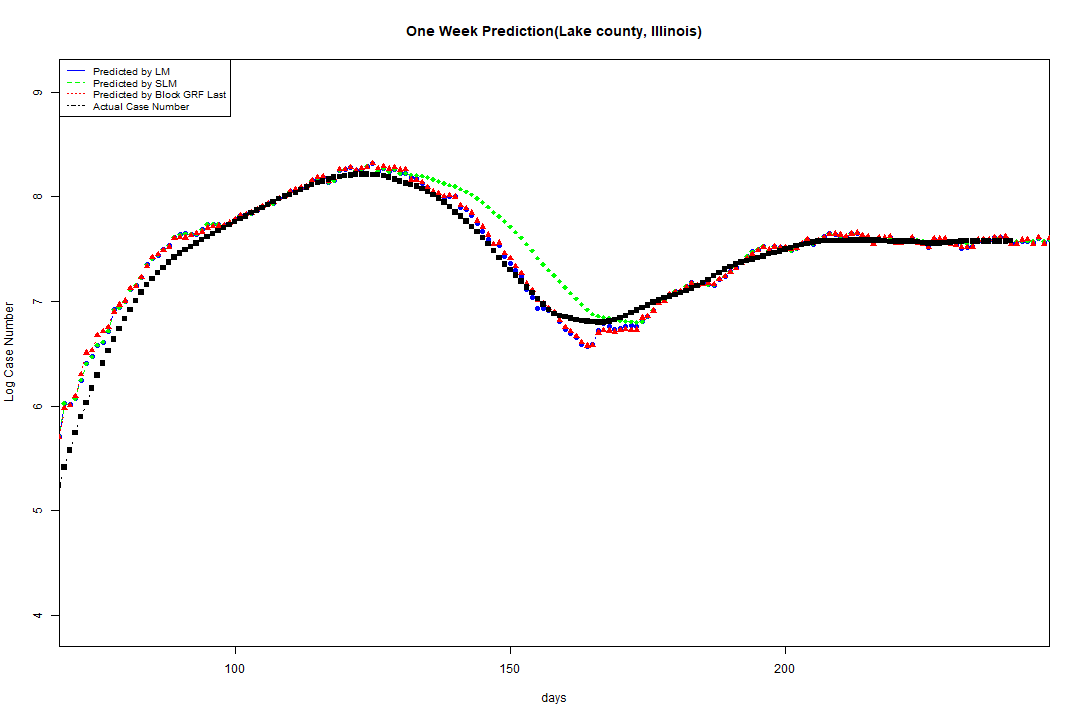 One Week Prediction(Lake county, Illinois)
Predicted by LM
Predicted by SLM
Predicted by Block GRF Last
Actual Case Number
9
8
7
6
5
4
Log Case Number
100
150
200
days